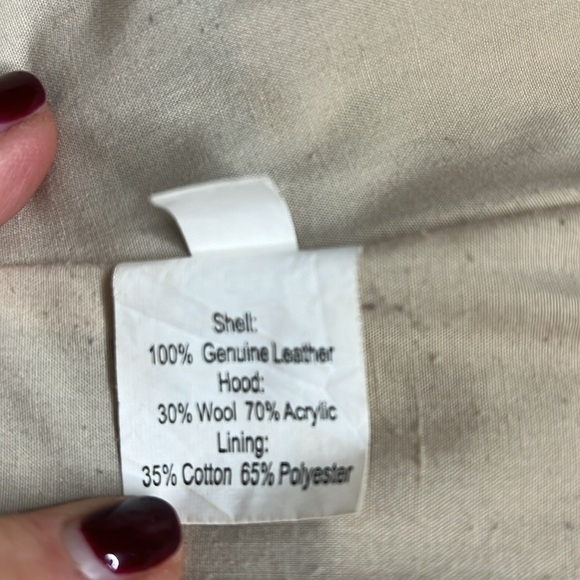 Shell:
100% Genuine Leather
Hood:
30% Wool 70% Acrylic
Lining:
35% Cotton 65% Polyester